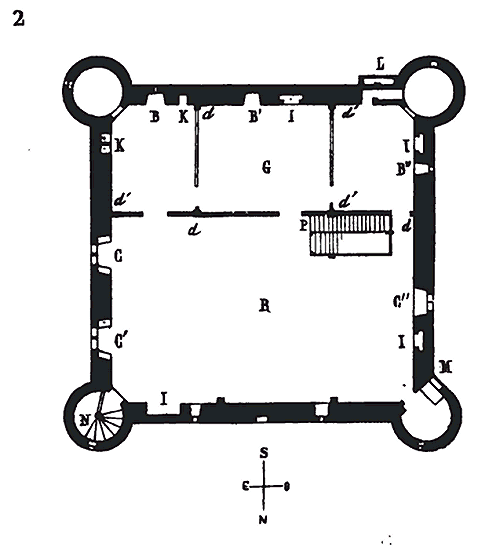 2
L
B K d B' I d'
K I
G B"
d' d'
d P d
C
R C"
C' I
I M
N
S
E O
N